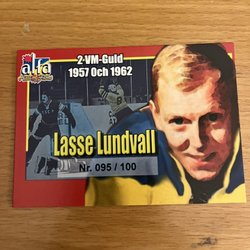 alfa
2-VM-Guld
1957 Och 1962
Lasse Lundvall
Nr. 095 / 100